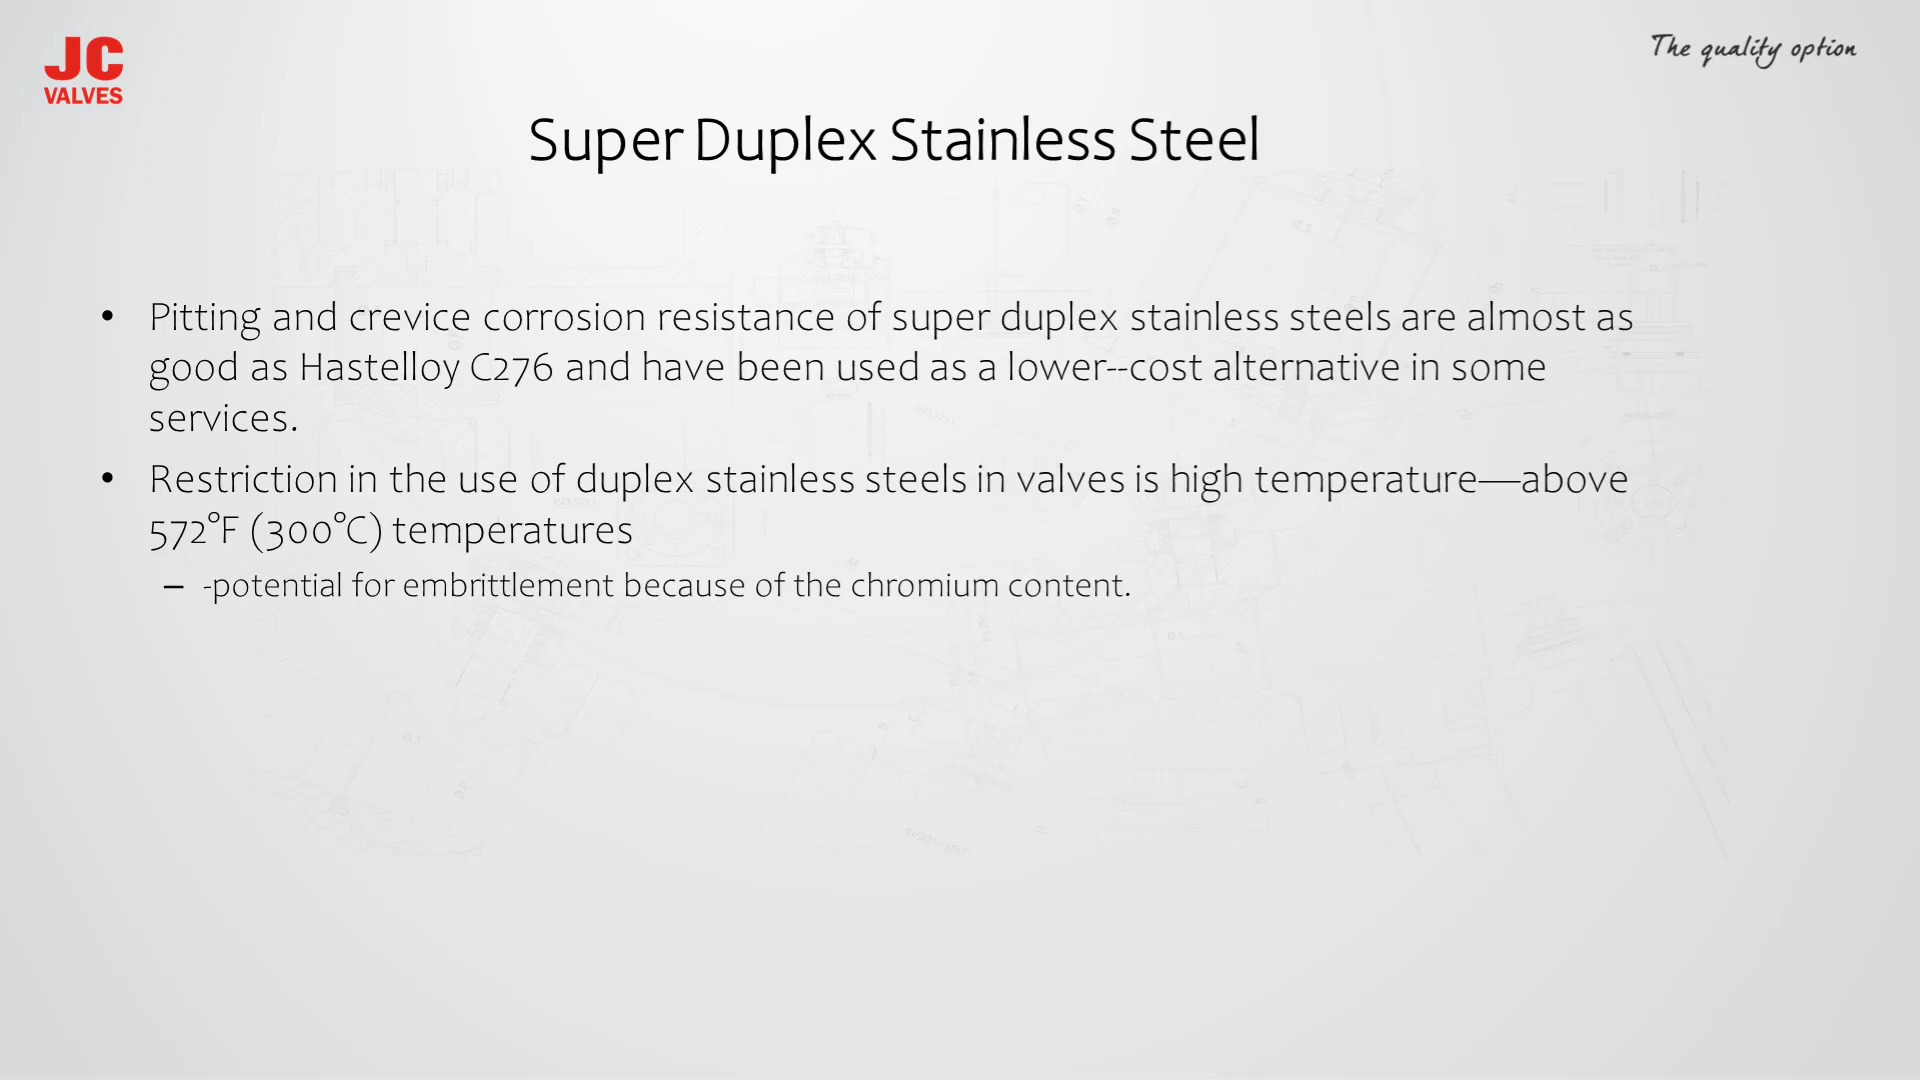 JC
VALVES
The quality option
Super Duplex Stainless Steel
• Pitting and crevice corrosion resistance of super duplex stainless steels are almost as
good as Hastelloy C276 and have been used as a lower--cost alternative in some
services.
• Restriction in the use of duplex stainless steels in valves is high temperature—above
572°F (300°C) temperatures
– -potential for embrittlement because of the chromium content.